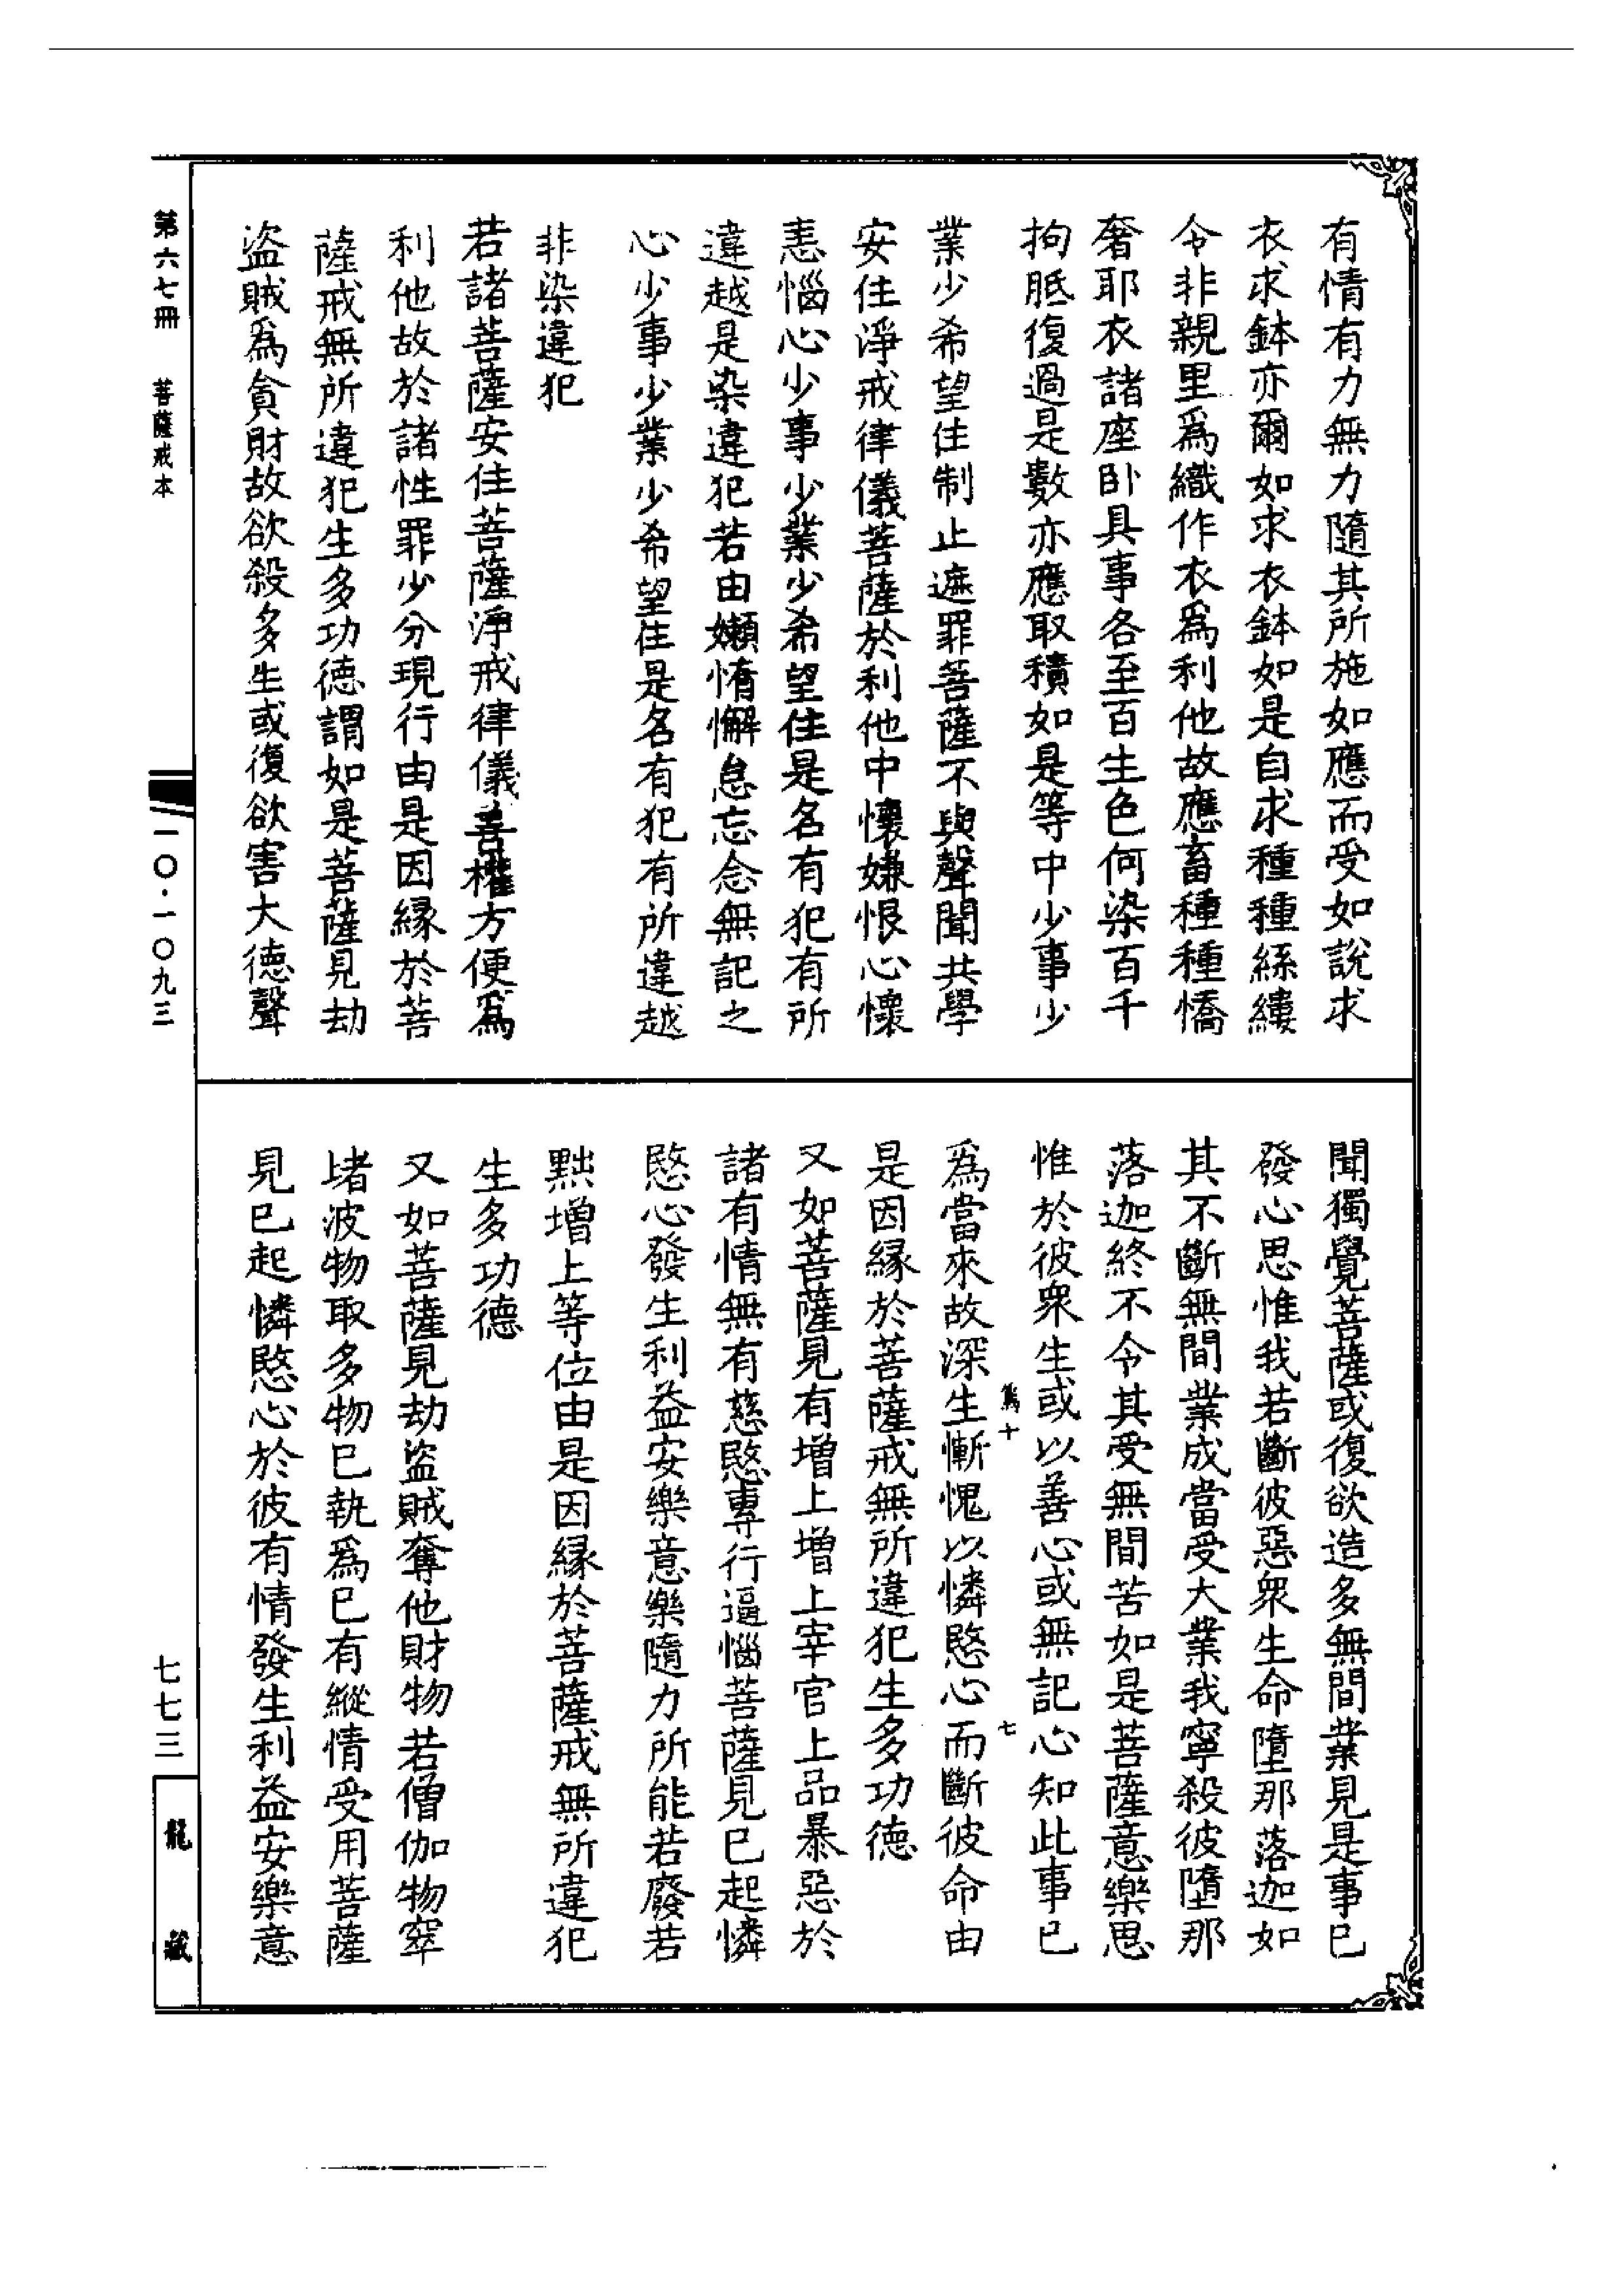 有情有力無力隨其所施如應而受如說求
衣求鉢亦爾如求衣鉢如是自求種種絲縷
令非親里爲織作衣爲利他故應畜種種憍
奢耶衣諸座卧具事各至百生色何染百千
拘胝復過是數亦應取積如是等中少事少
業少希望住制止遮罪菩薩不與聲聞共學
安住淨戒律儀菩薩於利他中懷嫌恨心懷
恚惱心少事少業少希望住是名有犯有所
違越是染違犯若由嬾惰懈怠忘念無記之
心少事少業少希望住是名有犯有所違越
非染違犯
若諸菩薩安住菩薩淨戒律儀善權方便爲
利他故於諸性罪少分現行由是因緣於菩
薩戒無所違犯生多功德謂如是菩薩見劫
盜賊爲貪財故欲殺多生或復欲害大德聲
聞獨覺菩薩或復欲造多無間業見是事已
發心思惟我若斷彼惡衆生命墮那落迦如
其不斷無間業成當受大業我寧殺彼墮那
落迦終不令其受無間苦如是菩薩意樂思
惟於彼衆生或以善心或無記心知此事已
爲當來故深生慚愧以憐愍心而斷彼命由
是因緣於菩薩戒無所違犯生多功德
又如菩薩見有增上增上宰官上品暴惡於
諸有情無有慈愍專行逼惱菩薩見已起憐
愍心發生利益安樂意樂隨力所能若廢若
黜增上等位由是因緣於菩薩戒無所違犯
生多功德
又如菩薩見劫盜賊奪他財物若僧伽物窣
堵波物取多物已執爲已有縱情受用菩薩
見已起憐愍心於彼有情發生利益安樂意
十
七
第六七冊 菩薩戒本
一〇·一〇九三
七七三
龍藏